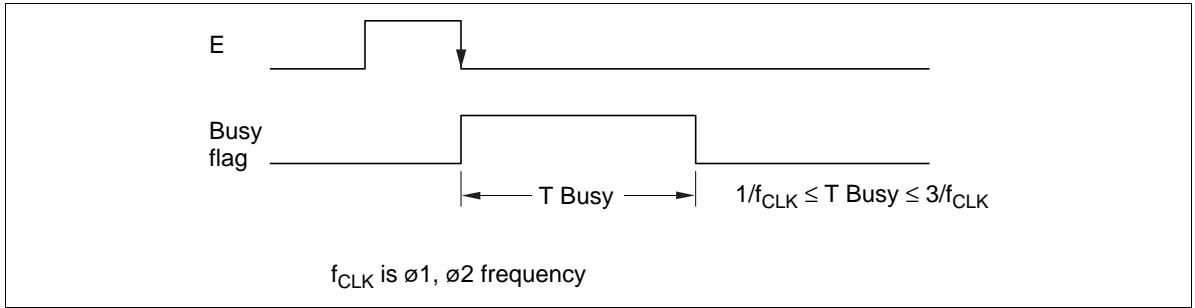 E
Busy
flag
T Busy
1/fCLK ≤ T Busy ≤ 3/fCLK
fCLK is ø1, ø2 frequency